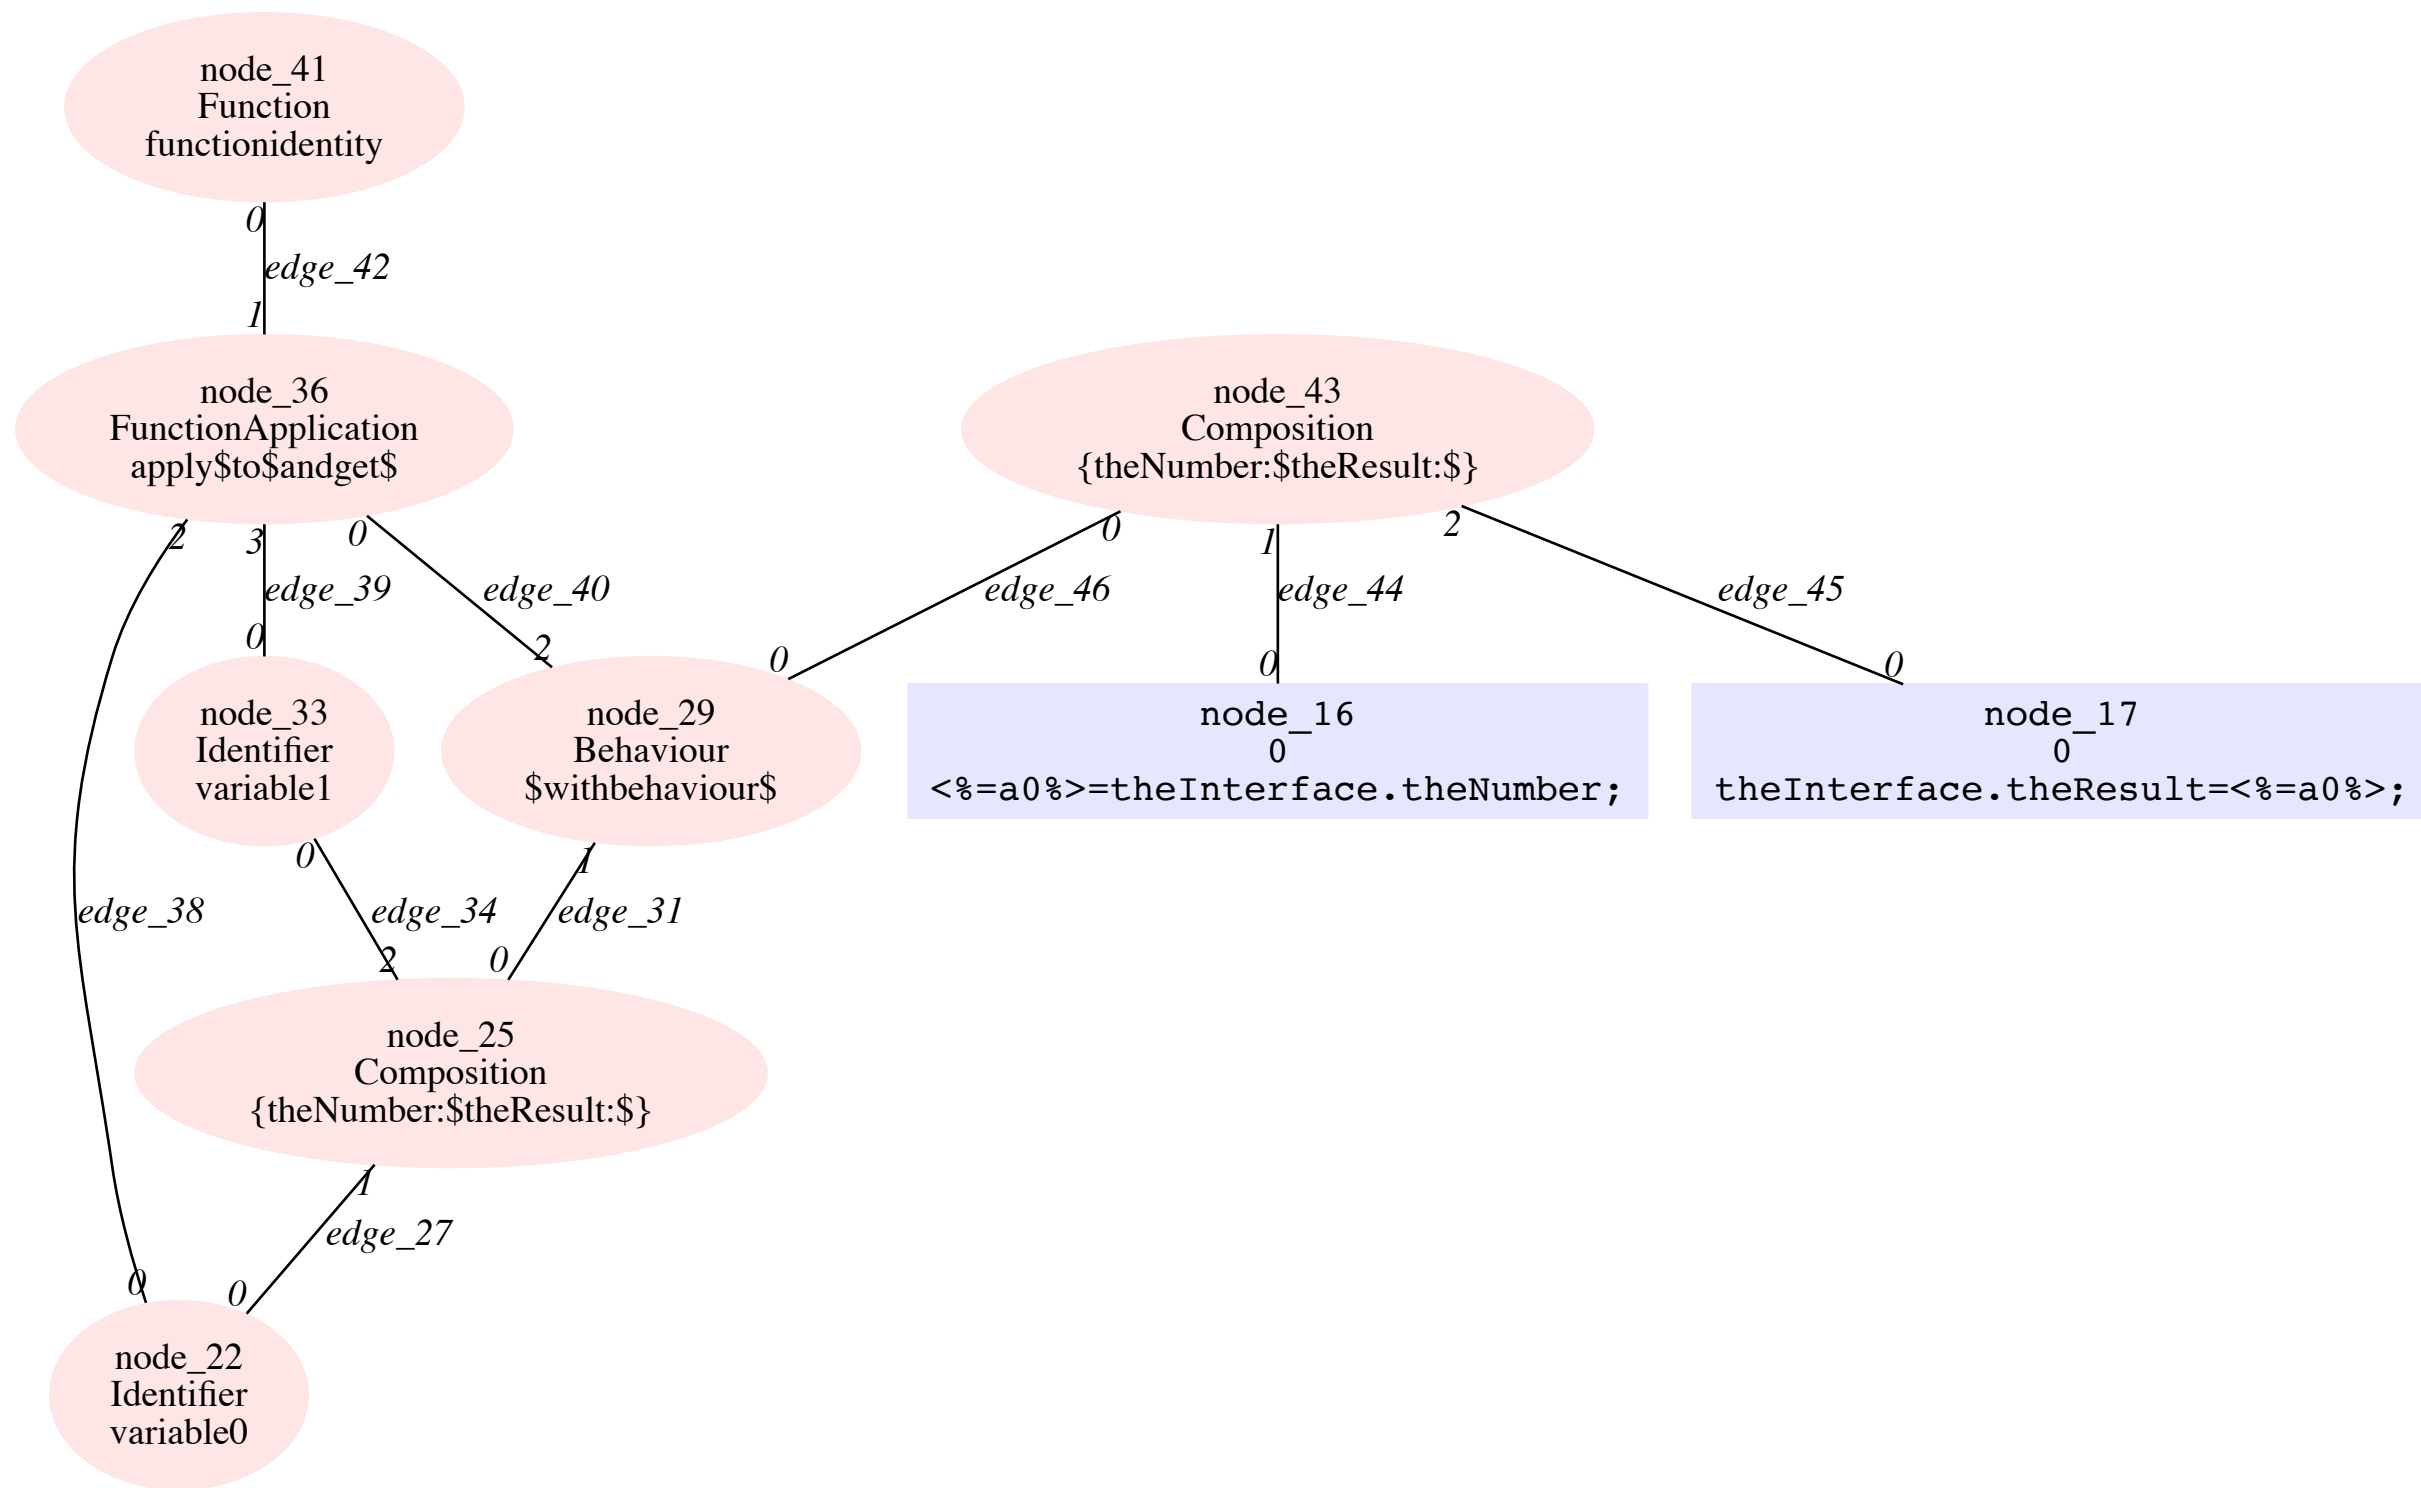 node_41
Function
functionidentity
0
edge_42
1
node_36
FunctionApplication
apply$to$andget$
node_43
Composition
{theNumber:$theResult:$}
2
3
0
0
1
2
edge_39
edge_40
edge_46
edge_44
edge_45
0
2
0
0
0
node_33
Identifier
variable1
node_29
Behaviour
$withbehaviour$
node_16
0
<%=a0%>=theInterface.theNumber;
node_17
0
theInterface.theResult=<%=a0%>;
0
1
edge_38
edge_34
edge_31
2
0
node_25
Composition
{theNumber:$theResult:$}
1
edge_27
0
0
node_22
Identifier
variable0